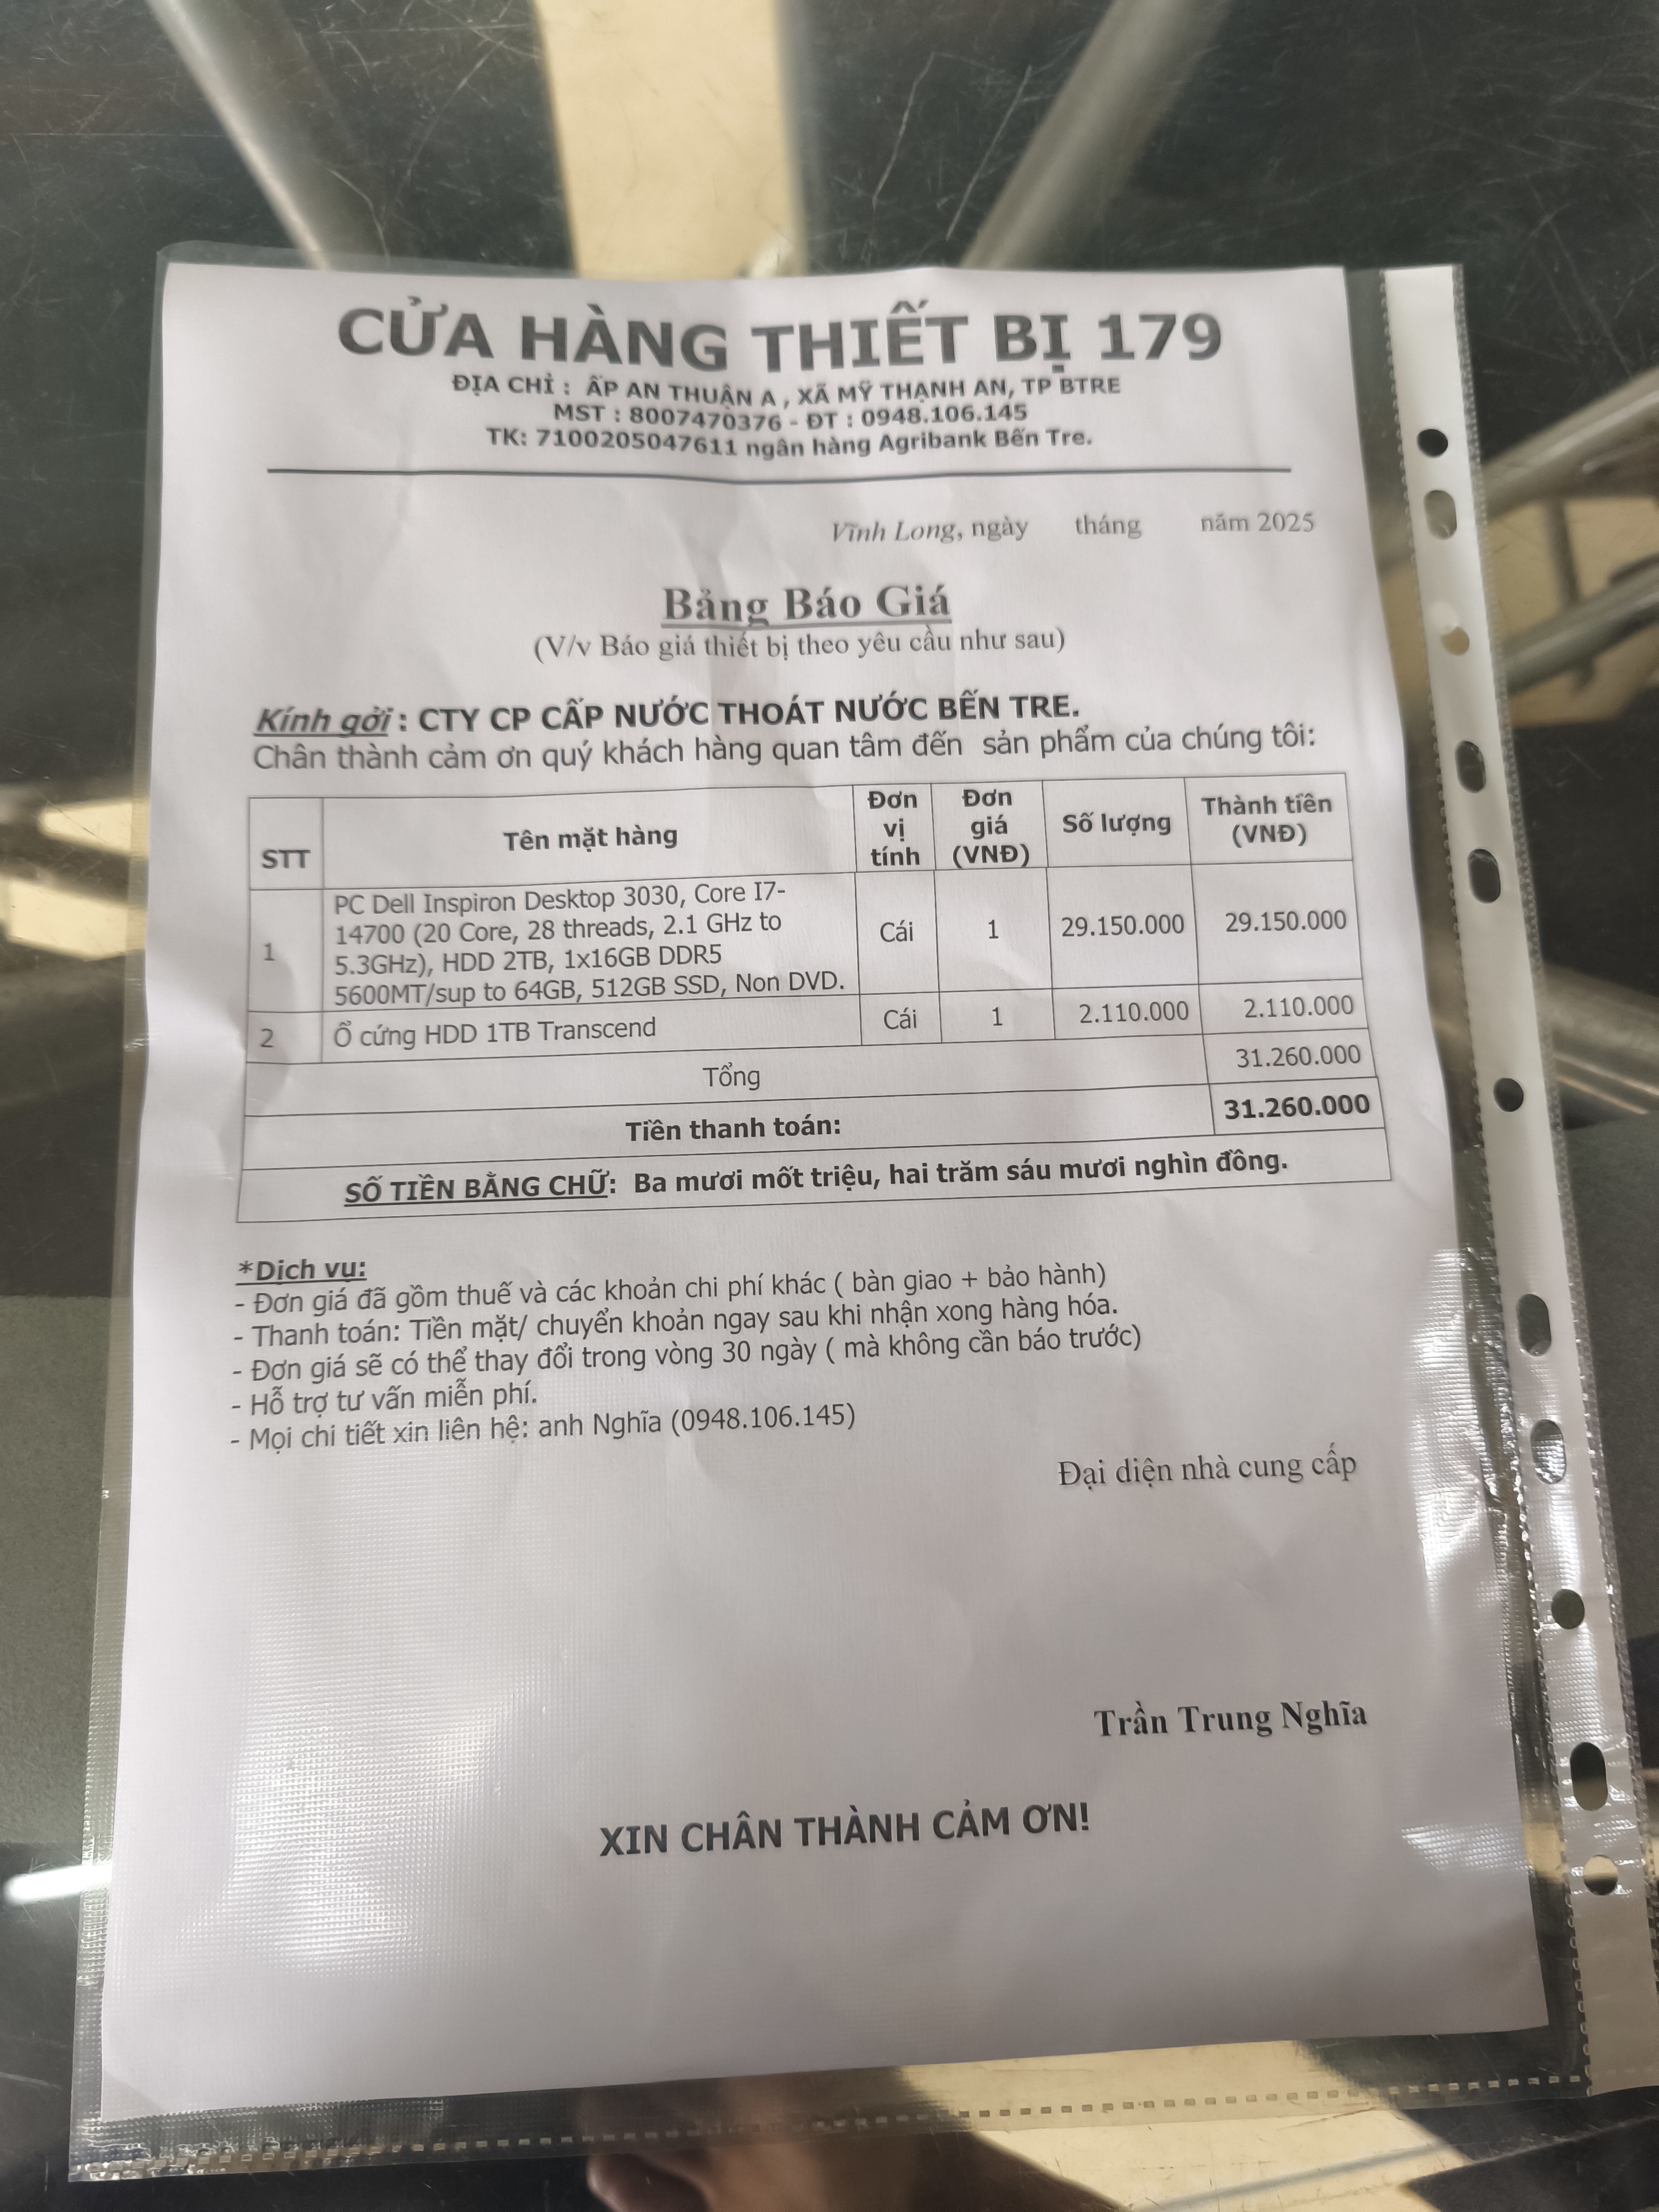 CỬA HÀNG THIẾT BỊ 179
ĐỊA CHỈ : ẤP AN THUẬN A , XÃ MỸ THẠNH AN, TP BTRE
MST : 8007470376 - ĐT : 0948.106.145
TK: 7100205047611 ngân hàng Agribank Bến Tre.
Vĩnh Long, ngày tháng năm 2025
Bảng Báo Giá
(V/v Báo giá thiết bị theo yêu cầu như sau)
Kính gởi : CTY CP CẤP NƯỚC THOÁT NƯỚC BẾN TRE.
Chân thành cảm ơn quý khách hàng quan tâm đến sản phẩm của chúng tôi:
STT Tên mặt hàng Đơn vị tính Đơn giá (VNĐ) Số lượng Thành tiền (VNĐ)
1 PC Dell Inspiron Desktop 3030, Core I7-
14700 (20 Core, 28 threads, 2.1 GHz to
5.3GHz), HDD 2TB, 1x16GB DDR5
5600MT/sup to 64GB, 512GB SSD, Non DVD. Cái 1 29.150.000 29.150.000
2 Ổ cứng HDD 1TB Transcend Cái 1 2.110.000 2.110.000
Tổng 31.260.000
Tiền thanh toán: 31.260.000
SỐ TIỀN BẰNG CHỮ: Ba mươi mốt triệu, hai trăm sáu mươi nghìn đồng.
*Dịch vụ:
- Đơn giá đã gồm thuế và các khoản chi phí khác ( bàn giao + bảo hành)
- Thanh toán: Tiền mặt/ chuyển khoản ngay sau khi nhận xong hàng hóa.
- Đơn giá sẽ có thể thay đổi trong vòng 30 ngày ( mà không cần báo trước)
- Hỗ trợ tư vấn miễn phí.
- Mọi chi tiết xin liên hệ: anh Nghĩa (0948.106.145)
Đại diện nhà cung cấp
Trần Trung Nghĩa
XIN CHÂN THÀNH CẢM ƠN!